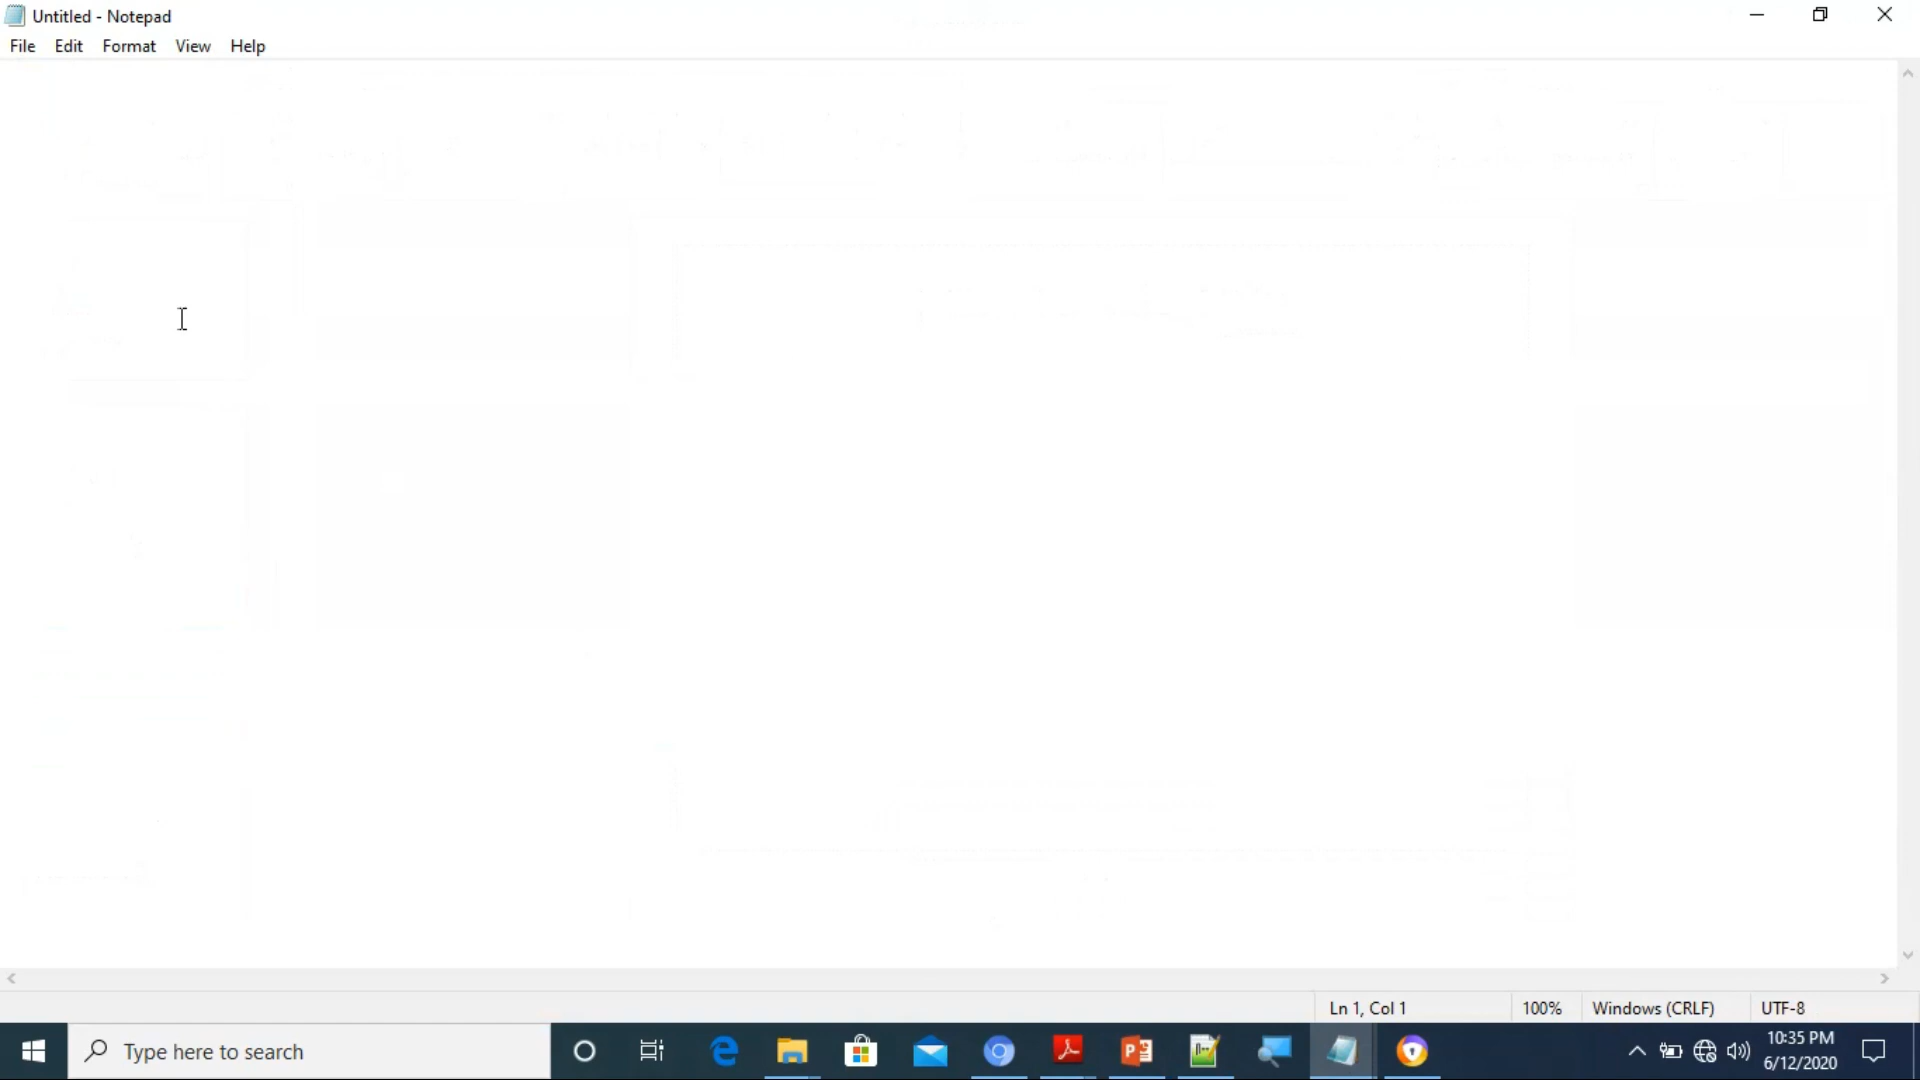 Untitled - Notepad
File Edit Format View Help
Ln 1, Col 1 100% Windows (CRLF) UTF-8
Type here to search
10:35 PM
6/12/2020